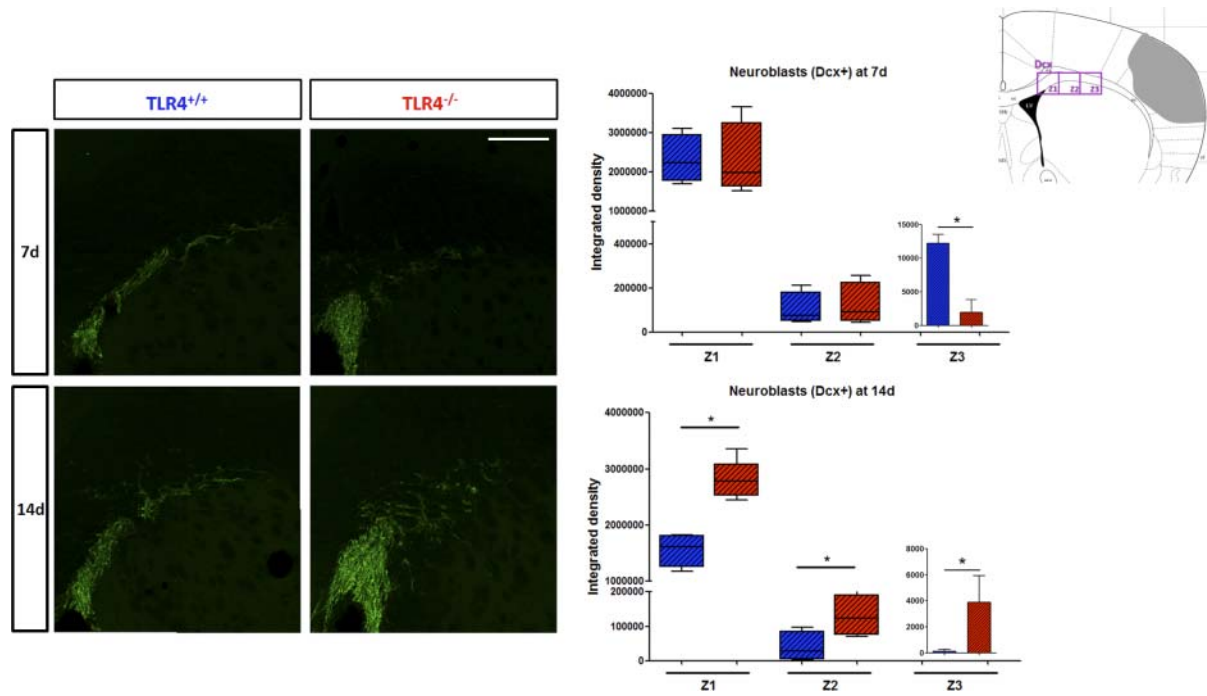 TLR4+/+
TLR4-/-
7d
14d
Neuroblasts (Dcx+) at 7d
Integrated density
4000000
3000000
2000000
1000000
400000
200000
0
Z1
Z2
Z3
15000
10000
5000
0
*
Dcx
Z1
Z2
Z3
LV
Neuroblasts (Dcx+) at 14d
Integrated density
4000000
3000000
2000000
1000000
200000
100000
0
*
*
Z1
Z2
Z3
8000
6000
4000
2000
0
*